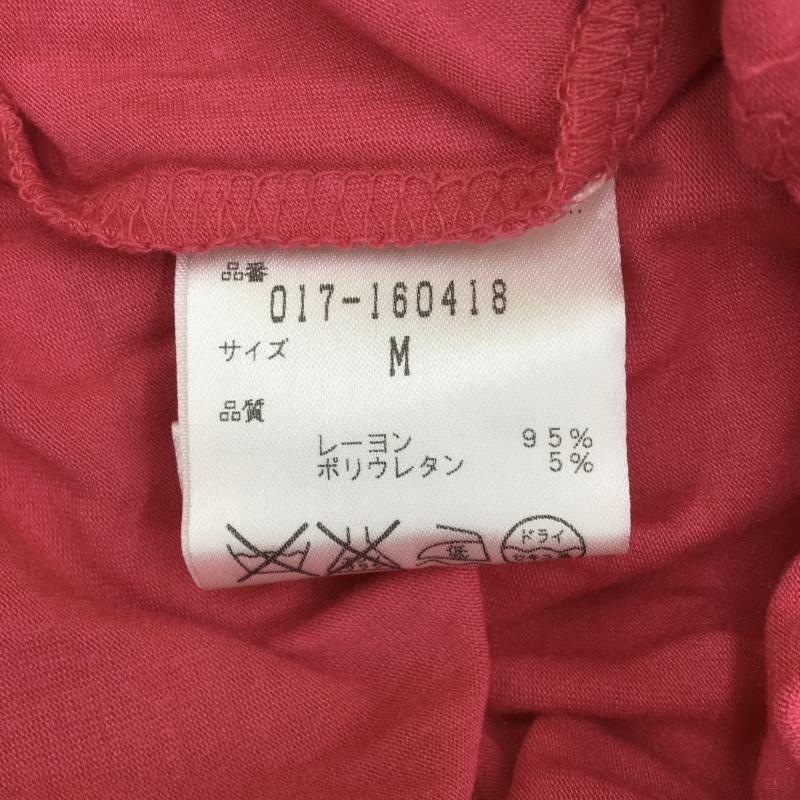 品番
017-160418
サイズ M
品質
レーヨン 95%
ポリウレタン 5%
低 ドライ